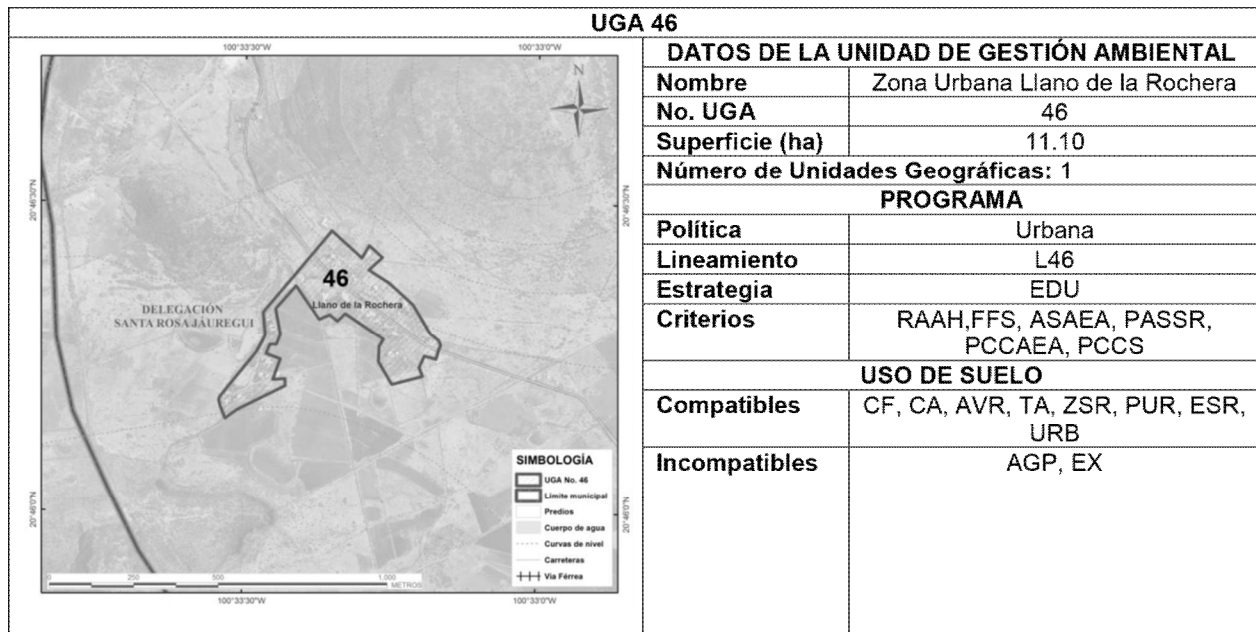 UGA 46
100°33'30"W 100°33'0"W
N
20°46'30"N 20°46'30"N
46
Llano de la Rochera
DELEGACIÓN
SANTA ROSA JÁUREGUI
20°46'0"N 20°46'0"N
SIMBOLOGÍA
UGA No. 46
Límite municipal
Predios
Cuerpo de agua
Curvas de nivel
Carreteras
Vía Férrea
0 250 500 1,000
METROS
100°33'30"W 100°33'0"W
DATOS DE LA UNIDAD DE GESTIÓN AMBIENTAL
Nombre Zona Urbana Llano de la Rochera
No. UGA 46
Superficie (ha) 11.10
Número de Unidades Geográficas: 1
PROGRAMA
Política Urbana
Lineamiento L46
Estrategia EDU
Criterios RAAH,FFS, ASAEA, PASSR,
PCCAEA, PCCS
USO DE SUELO
Compatibles CF, CA, AVR, TA, ZSR, PUR, ESR,
URB
Incompatibles AGP, EX